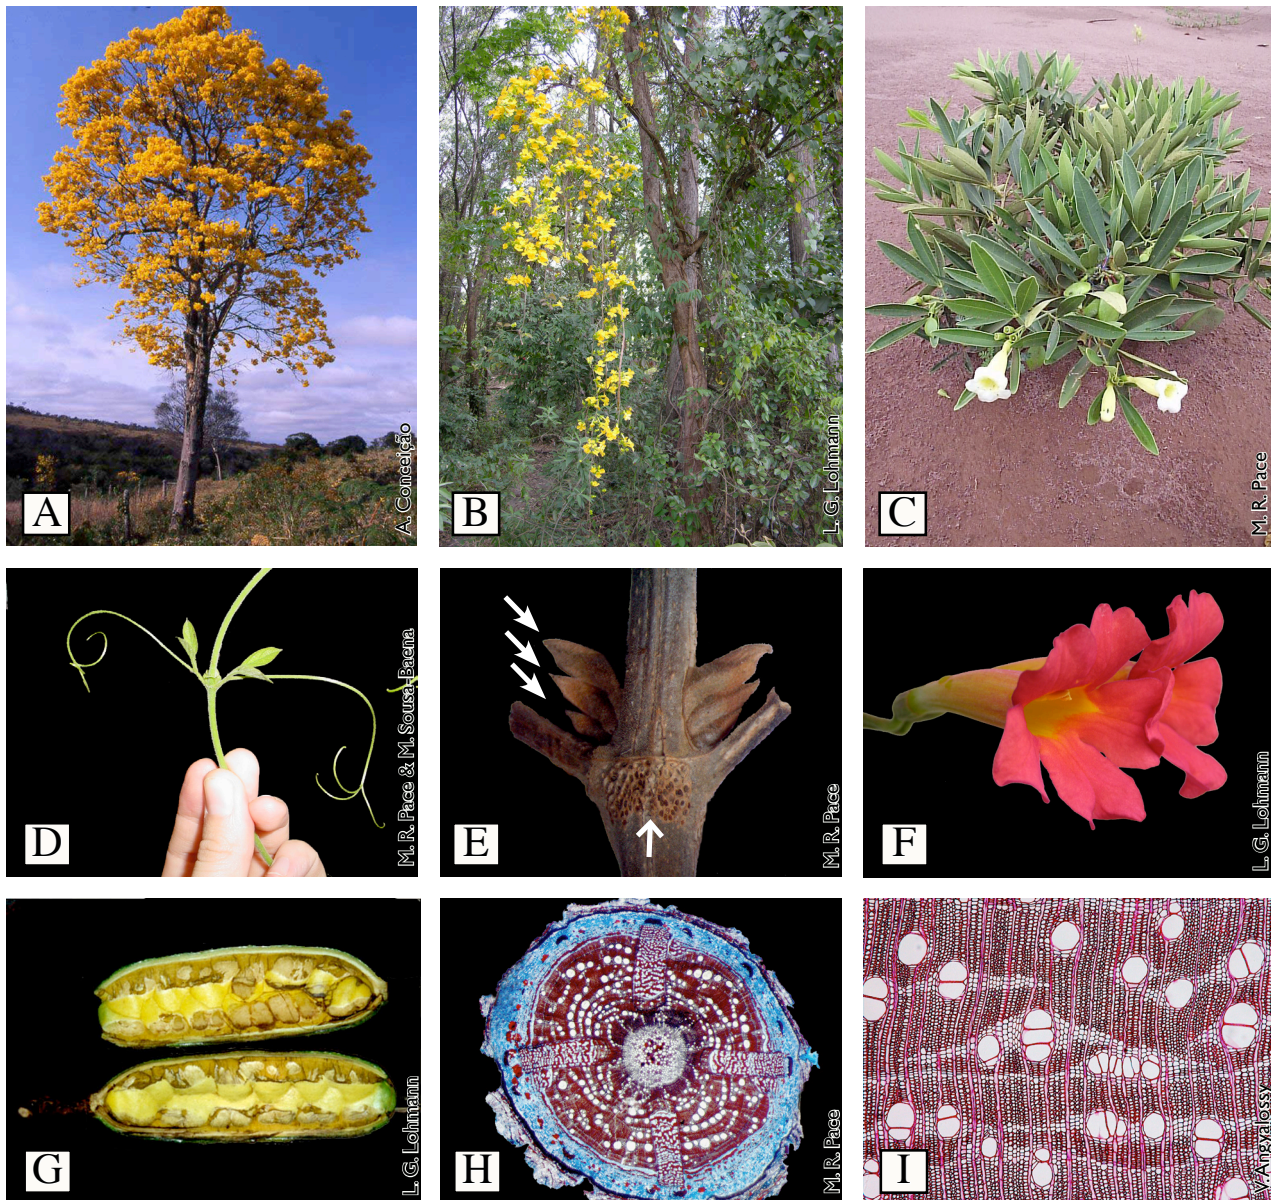 A
A. Conceição
B
L. G. Lohmann
C
M. R. Pace
D
M. R. Pace & M. Sousa-Baena
E
M. R. Pace
F
L. G. Lohmann
G
L. G. Lohmann
H
M. R. Pace
I
V. Angyalossy